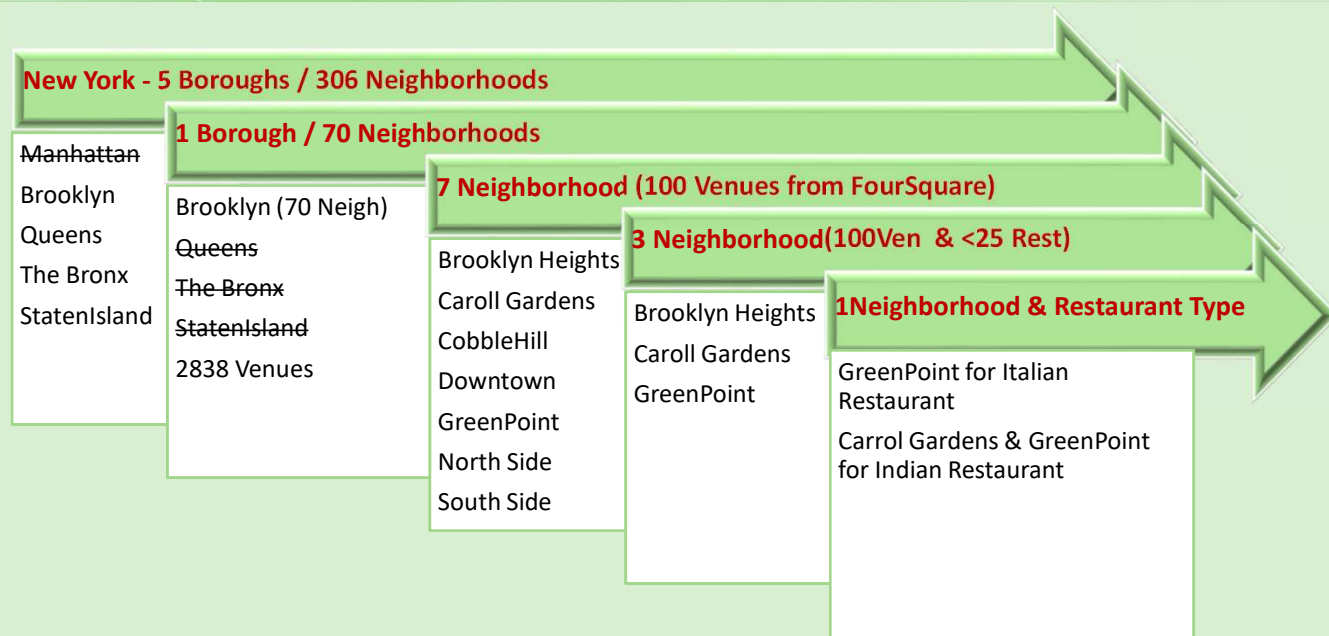 New York - 5 Boroughs / 306 Neighborhoods
Manhattan
Brooklyn
Queens
The Bronx
StatenIsland
1 Borough / 70 Neighborhoods
Brooklyn (70 Neigh)
Queens
The Bronx
StatenIsland
2838 Venues
7 Neighborhood (100 Venues from FourSquare)
Brooklyn Heights
Caroll Gardens
CobbleHill
Downtown
GreenPoint
North Side
South Side
3 Neighborhood(100Ven & <25 Rest)
Brooklyn Heights
Caroll Gardens
GreenPoint
1Neighborhood & Restaurant Type
GreenPoint for Italian
Restaurant
Carrol Gardens & GreenPoint
for Indian Restaurant